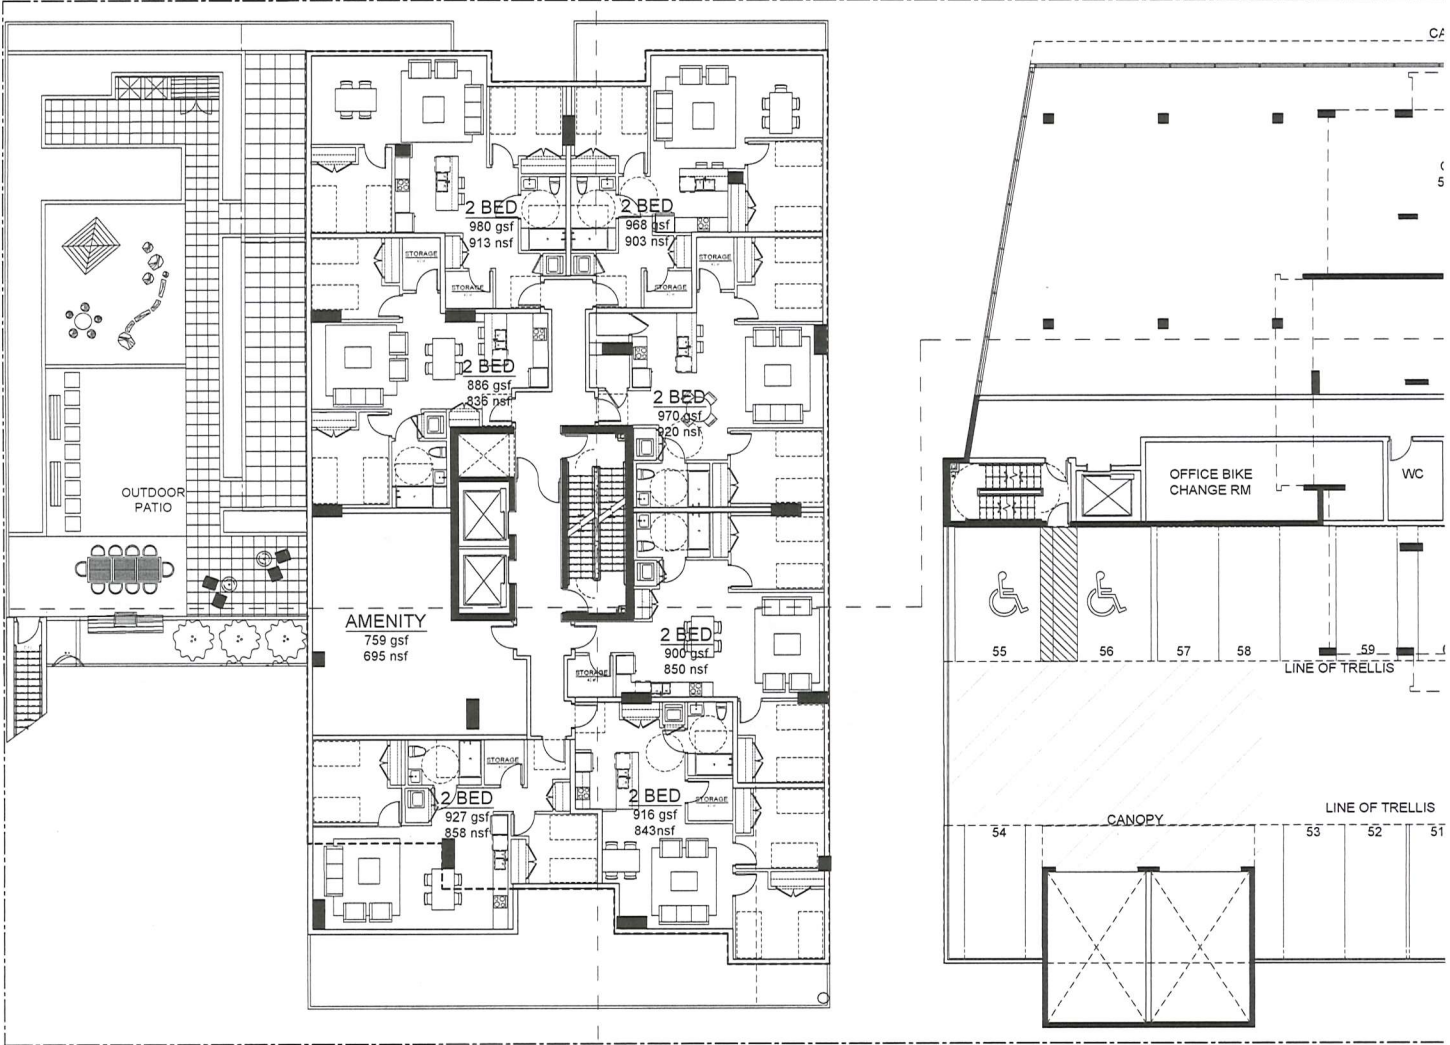 CA
2 BED
980 gsf
913 nsf
2 BED
968 gsf
903 nsf
STORAGE
STORAGE
STORAGE
STORAGE
2 BED
886 gsf
836 nsf
2 BED
970 gsf
920 nsf
OUTDOOR
PATIO
OFFICE BIKE
CHANGE RM
WC
AMENITY
759 gsf
695 nsf
2 BED
900 gsf
850 nsf
STORAGE
55
56
57
58
59
LINE OF TRELLIS
STORAGE
2 BED
927 gsf
858 nsf
2 BED
916 gsf
843nsf
STORAGE
LINE OF TRELLIS
CANOPY
54
53
52
51